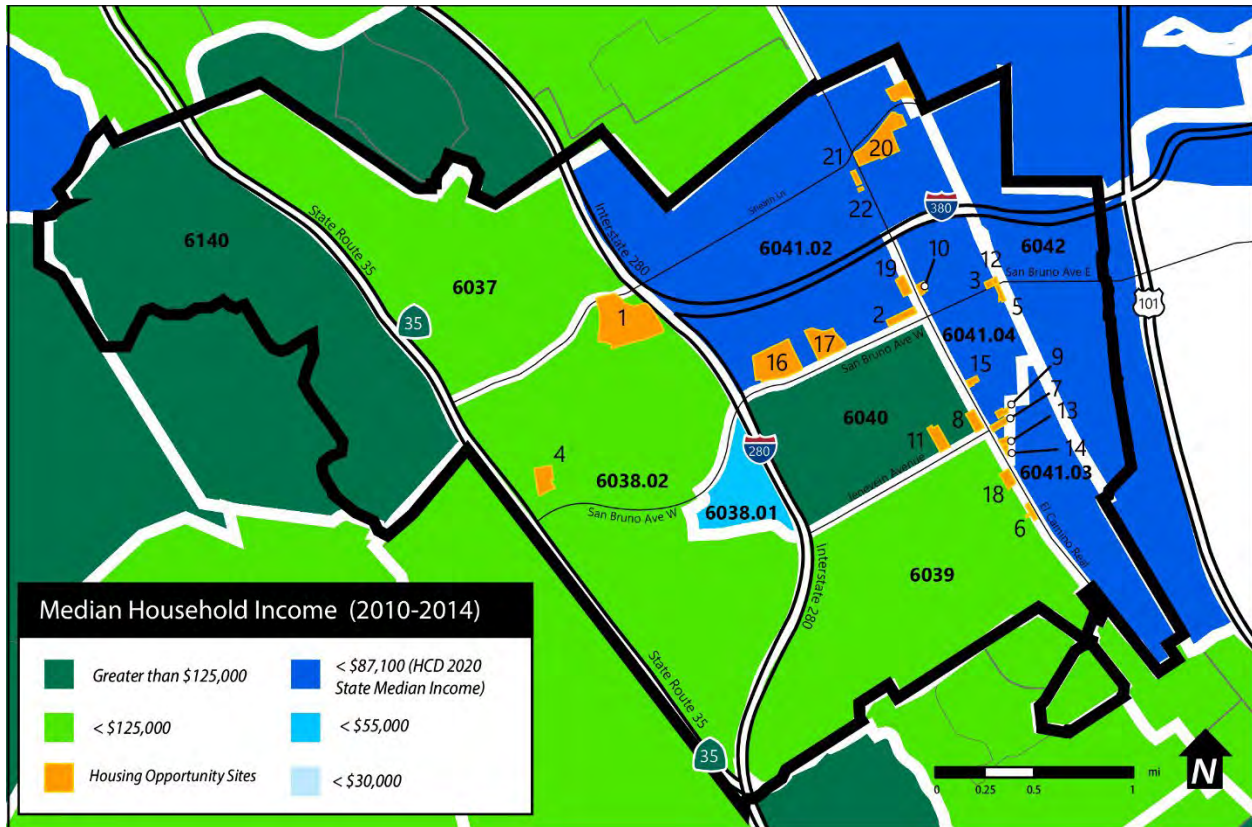 21
20
Sneath Ln
22
380
State Route 35
6140
Interstate 280
6041.02
6042
10
12
6037
19
San Bruno Ave E
3
101
1
5
35
2
6041.04
17
16
San Bruno Ave W
9
15
7
6040
13
8
280
11
14
4
Jenevein Avenue
6041.03
6038.02
18
6038.01
San Bruno Ave W
6
El Camino Real
Interstate 280
6039
State Route 35
35
Median Household Income (2010-2014)
Greater than $125,000
< $87,100 (HCD 2020
State Median Income)
< $125,000
< $55,000
Housing Opportunity Sites
< $30,000
N
mi
0
0.25
0.5
1